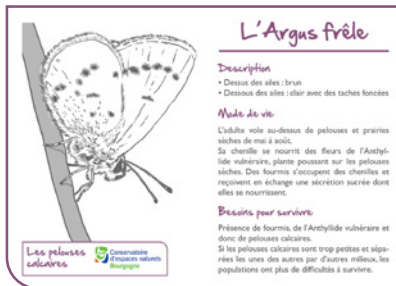 L'Argus frêle
Description
• Dessus des ailes : brun
• Dessous des ailes : clair avec des taches foncées
Mode de vie
L'adulte vole au-dessus de pelouses et prairies
sèches de mai à août.
Sa chenille se nourrit des fleurs de l'Anthyl-
lide vulnéraire, plante poussant sur les pelouses
sèches. Des fourmis s'occupent des chenilles et
reçoivent en échange une sécrétion sucrée dont
elles se nourrissent.
Besoins pour survivre
Présence de fourmis, de l'Anthyllide vulnéraire et
donc de pelouses calcaires.
Si les pelouses calcaires sont trop petites et sépa-
rées les unes des autres par d'autres milieux, les
populations ont plus de difficultés à survivre.
Les pelouses
calcaires
Conservatoire
d'espaces naturels
Bourgogne